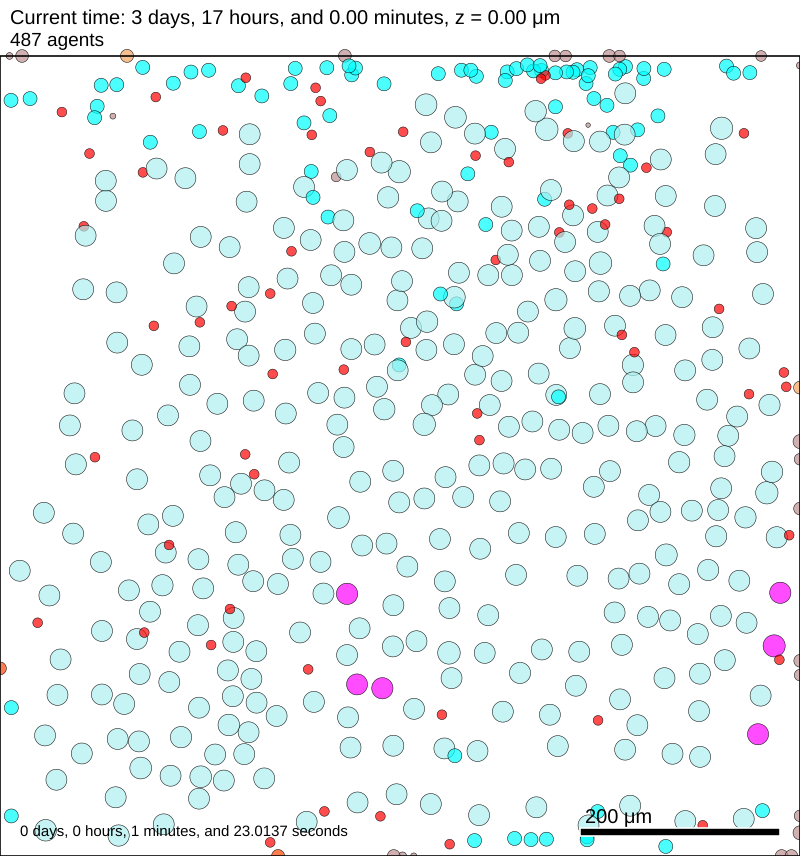 Current time: 3 days, 17 hours, and 0.00 minutes, z = 0.00 μm
487 agents
200 μm
0 days, 0 hours, 1 minutes, and 23.0137 seconds